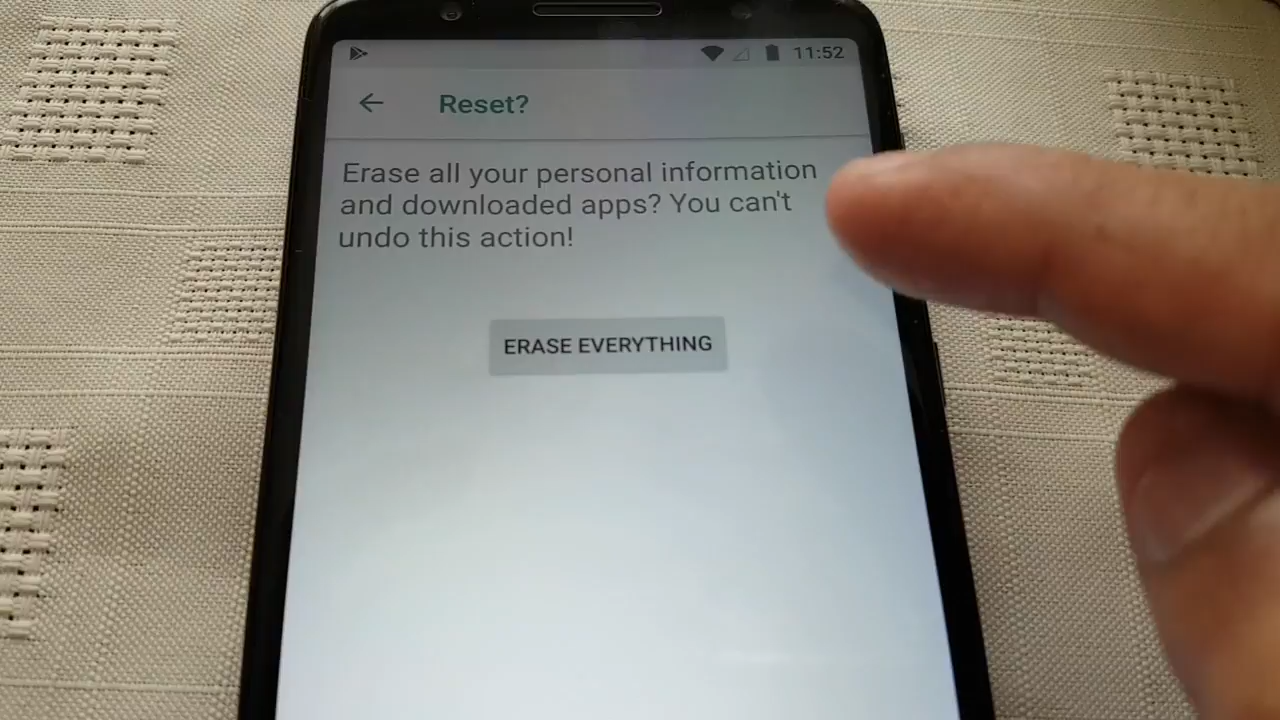 11:52
Reset?
Erase all your personal information
and downloaded apps? You can't
undo this action!
ERASE EVERYTHING